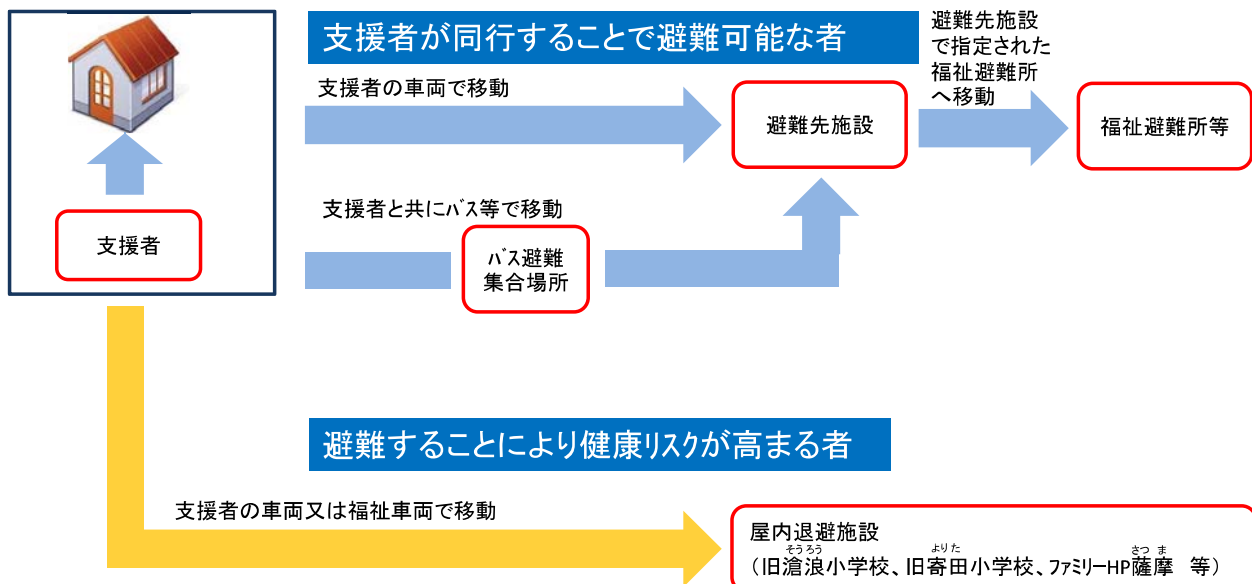 支援者が同行することで避難可能な者
避難先施設
で指定された
福祉避難所
へ移動
支援者の車両で移動
避難先施設
福祉避難所等
支援者と共にバス等で移動
支援者
バス避難
集合場所
避難することにより健康リスクが高まる者
支援者の車両又は福祉車両で移動
屋内退避施設
そうろう よりた さつま
（旧滄浪小学校、旧寄田小学校、ファミリーHP薩摩 等）